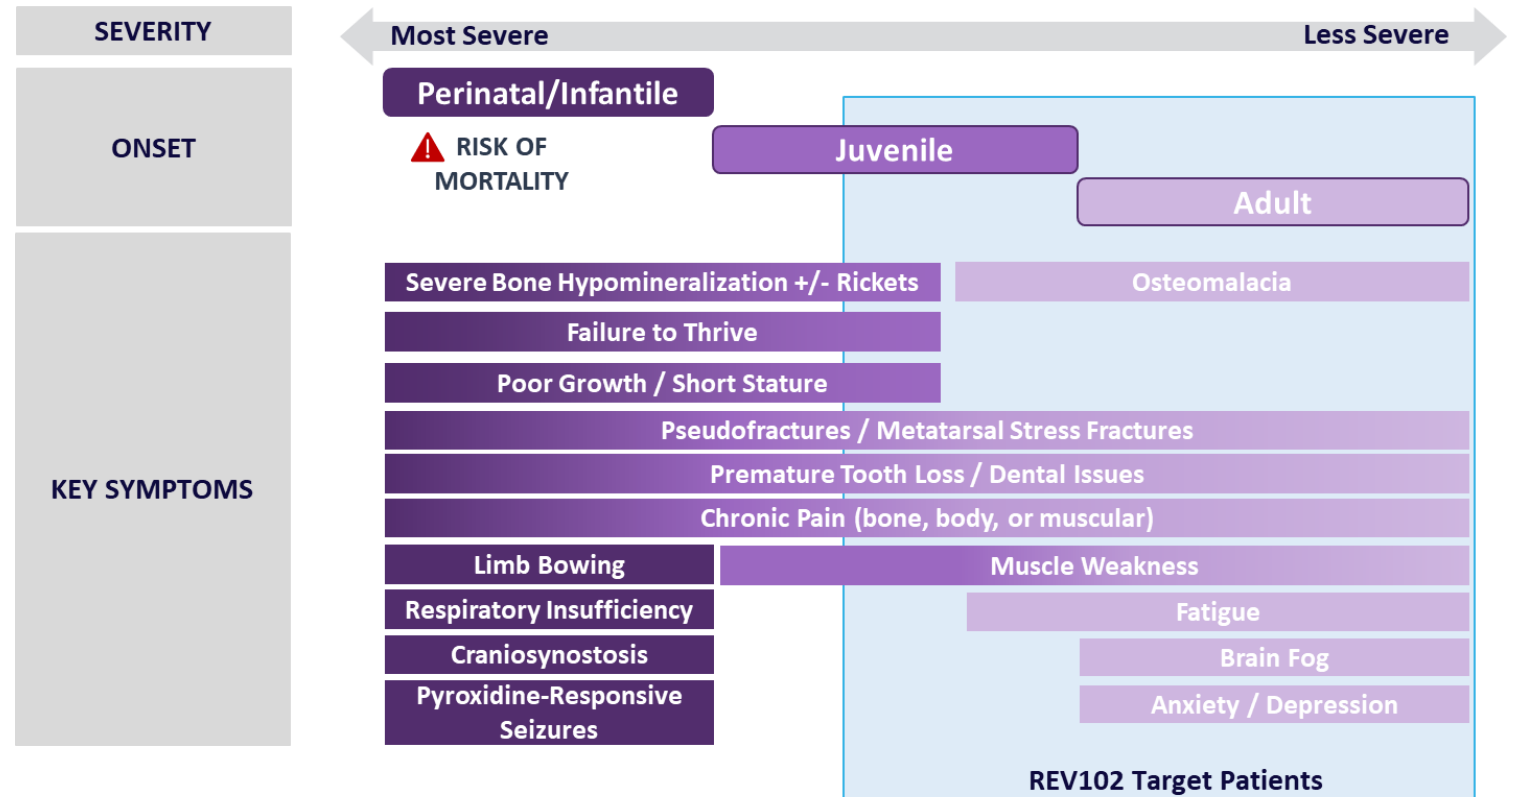 SEVERITY
Most Severe
Less Severe
ONSET
Perinatal/Infantile
RISK OF
MORTALITY
Juvenile
Adult
KEY SYMPTOMS
Severe Bone Hypomineralization +/- Rickets
Osteomalacia
Failure to Thrive
Poor Growth / Short Stature
Pseudofractures / Metatarsal Stress Fractures
Premature Tooth Loss / Dental Issues
Chronic Pain (bone, body, or muscular)
Limb Bowing
Muscle Weakness
Respiratory Insufficiency
Fatigue
Craniosynostosis
Brain Fog
Pyroxidine-Responsive
Seizures
Anxiety / Depression
REV102 Target Patients